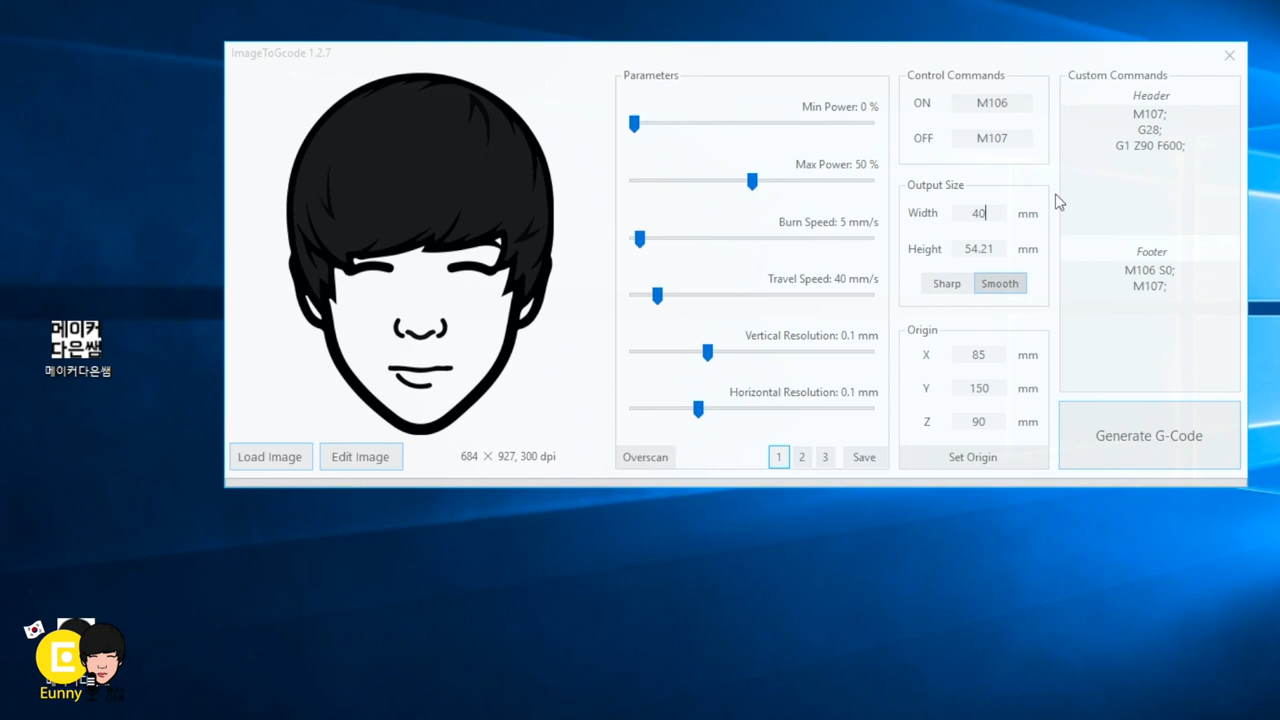 ImageToGcode 1.2.7
Parameters
Min Power: 0 %
Max Power: 50 %
Burn Speed: 5 mm/s
Travel Speed: 40 mm/s
Vertical Resolution: 0.1 mm
Horizontal Resolution: 0.1 mm
Overscan
1
2
3
Save
Control Commands
ON M106
OFF M107
Output Size
Width 40 mm
Height 54.21 mm
Sharp
Smooth
Origin
X 85 mm
Y 150 mm
Z 90 mm
Set Origin
Custom Commands
Header
M107;
G28;
G1 Z90 F600;
Footer
M106 S0;
M107;
Generate G-Code
Load Image
Edit Image
684 × 927, 300 dpi
메이커
다은쌤
메이커다은쌤
E
Eunny